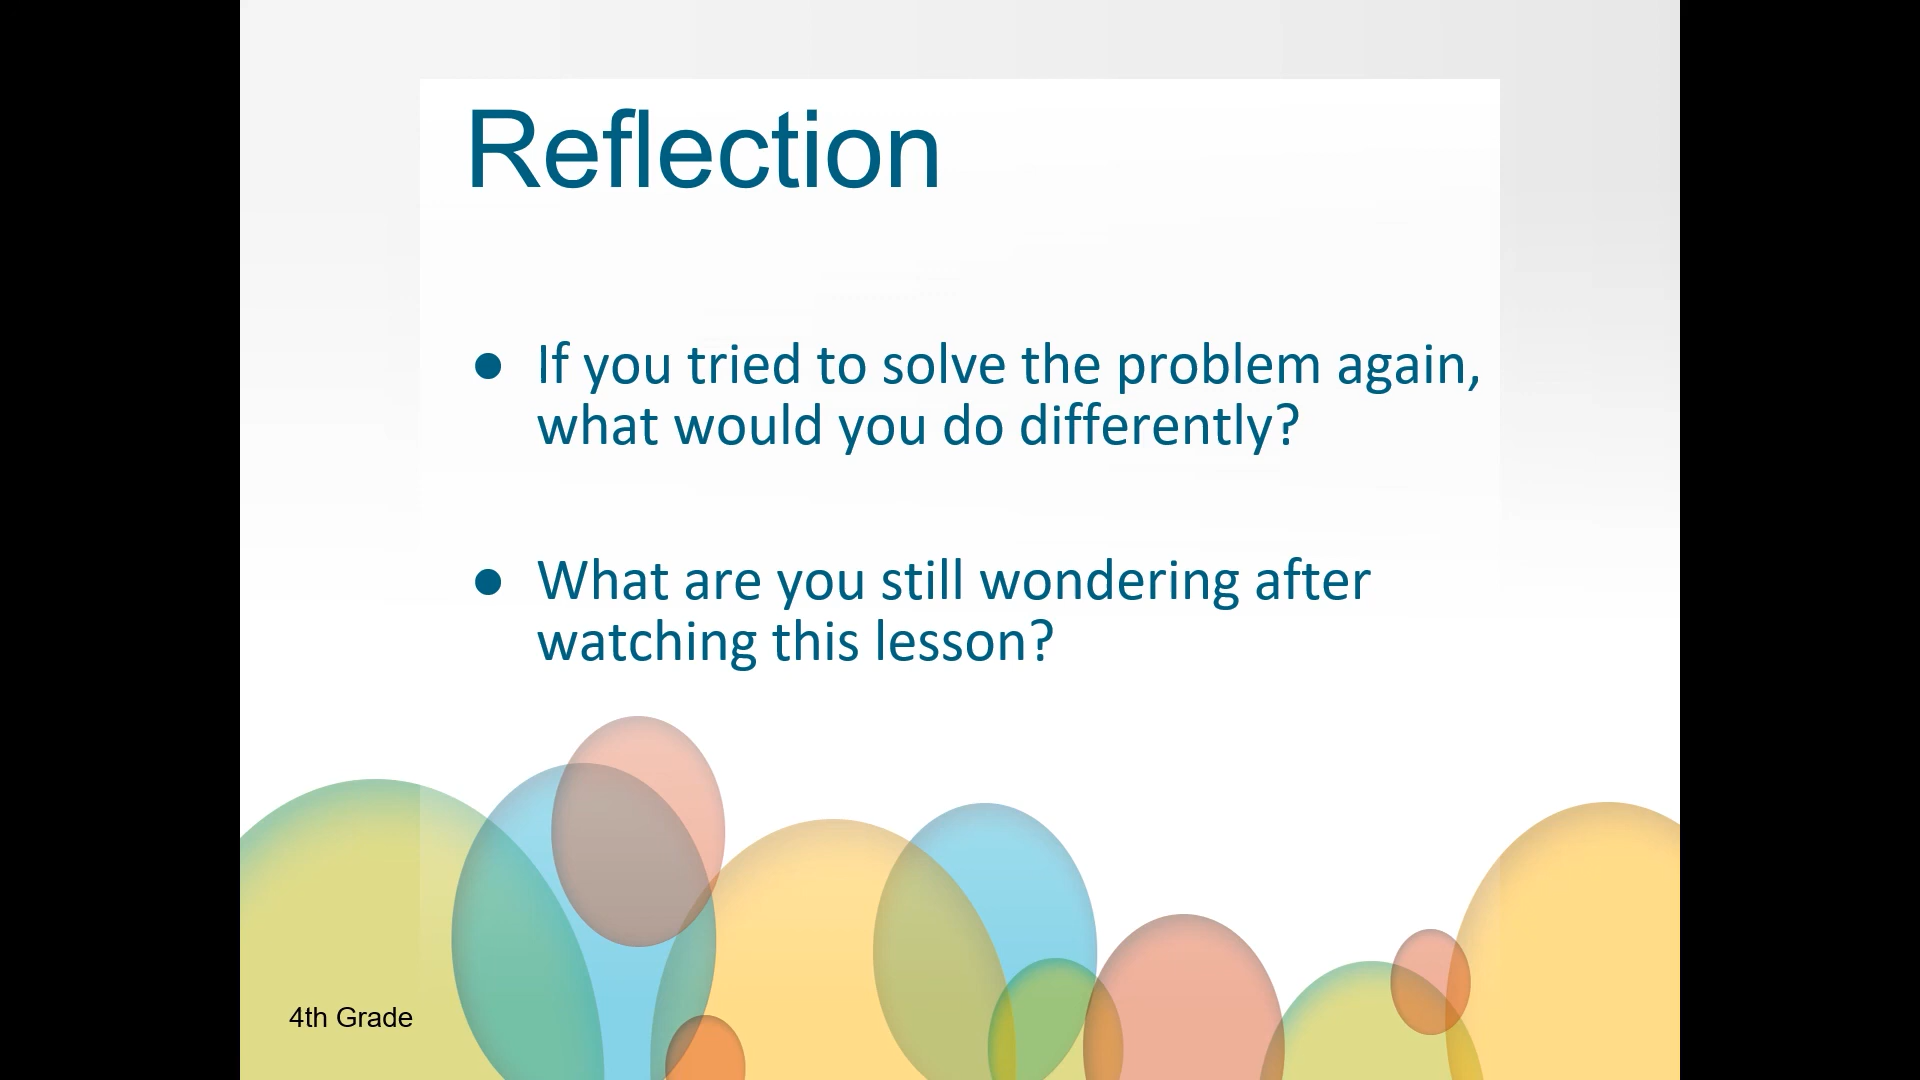 Reflection
● If you tried to solve the problem again,
what would you do differently?
● What are you still wondering after
watching this lesson?
4th Grade